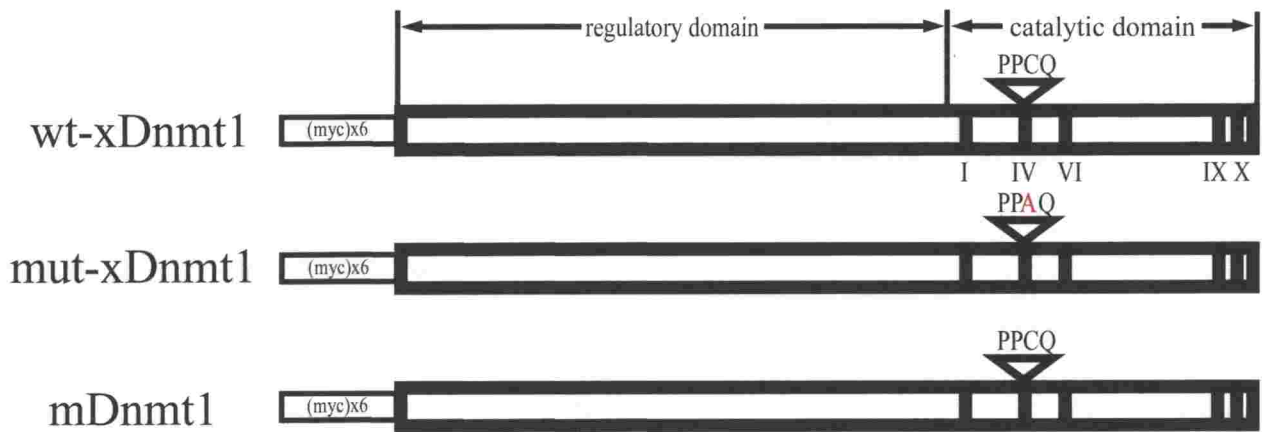 regulatory domain catalytic domain
PPCQ
wt-xDnmt1 (myc)x6
I IV VI IX X
PPAQ
mut-xDnmt1 (myc)x6
PPCQ
mDnmt1 (myc)x6